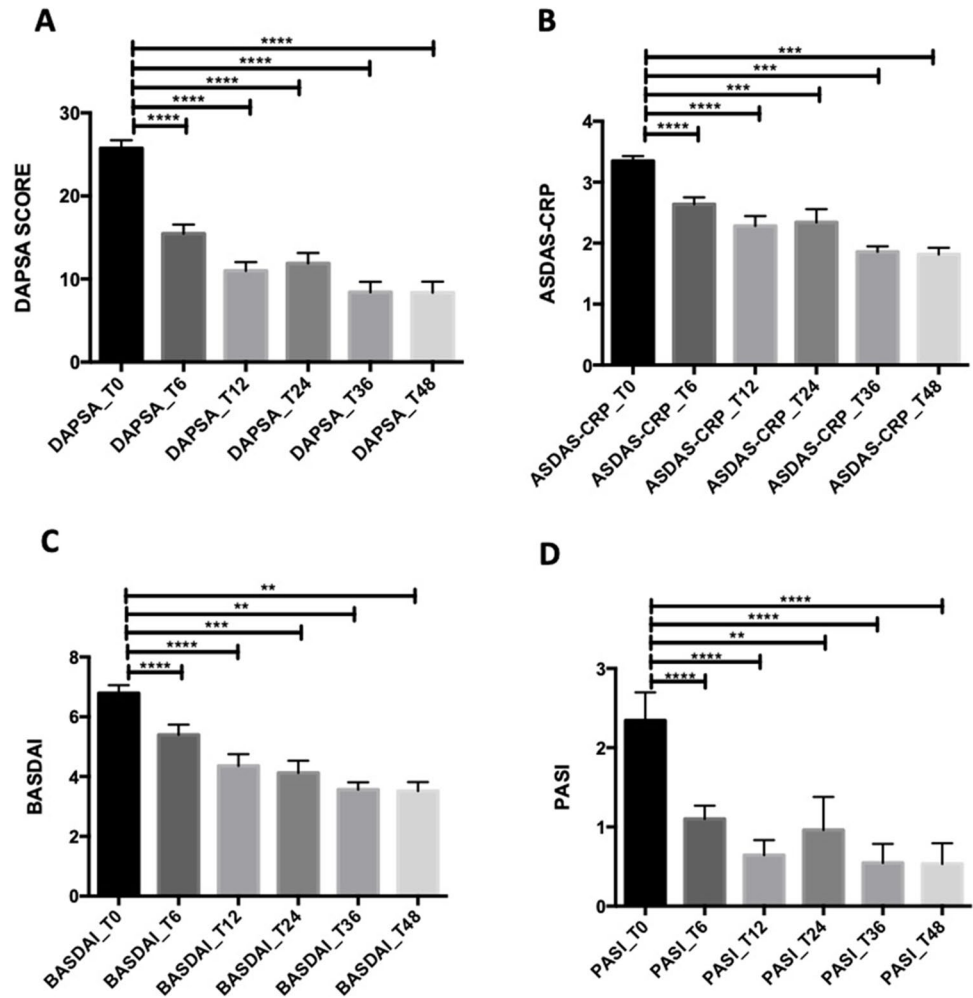 A
****
****
****
****
****
30
20
10
0
DAPSA SCORE
DAPSA_T0
DAPSA_T6
DAPSA_T12
DAPSA_T24
DAPSA_T36
DAPSA_T48
B
***
***
***
****
****
4
3
2
1
0
ASDAS-CRP
ASDAS-CRP_T0
ASDAS-CRP_T6
ASDAS-CRP_T12
ASDAS-CRP_T24
ASDAS-CRP_T36
ASDAS-CRP_T48
C
**
**
***
****
****
8
6
4
2
0
BASDAI
BASDAI_T0
BASDAI_T6
BASDAI_T12
BASDAI_T24
BASDAI_T36
BASDAI_T48
D
****
****
**
****
****
3
2
1
0
PASI
PASI_T0
PASI_T6
PASI_T12
PASI_T24
PASI_T36
PASI_T48